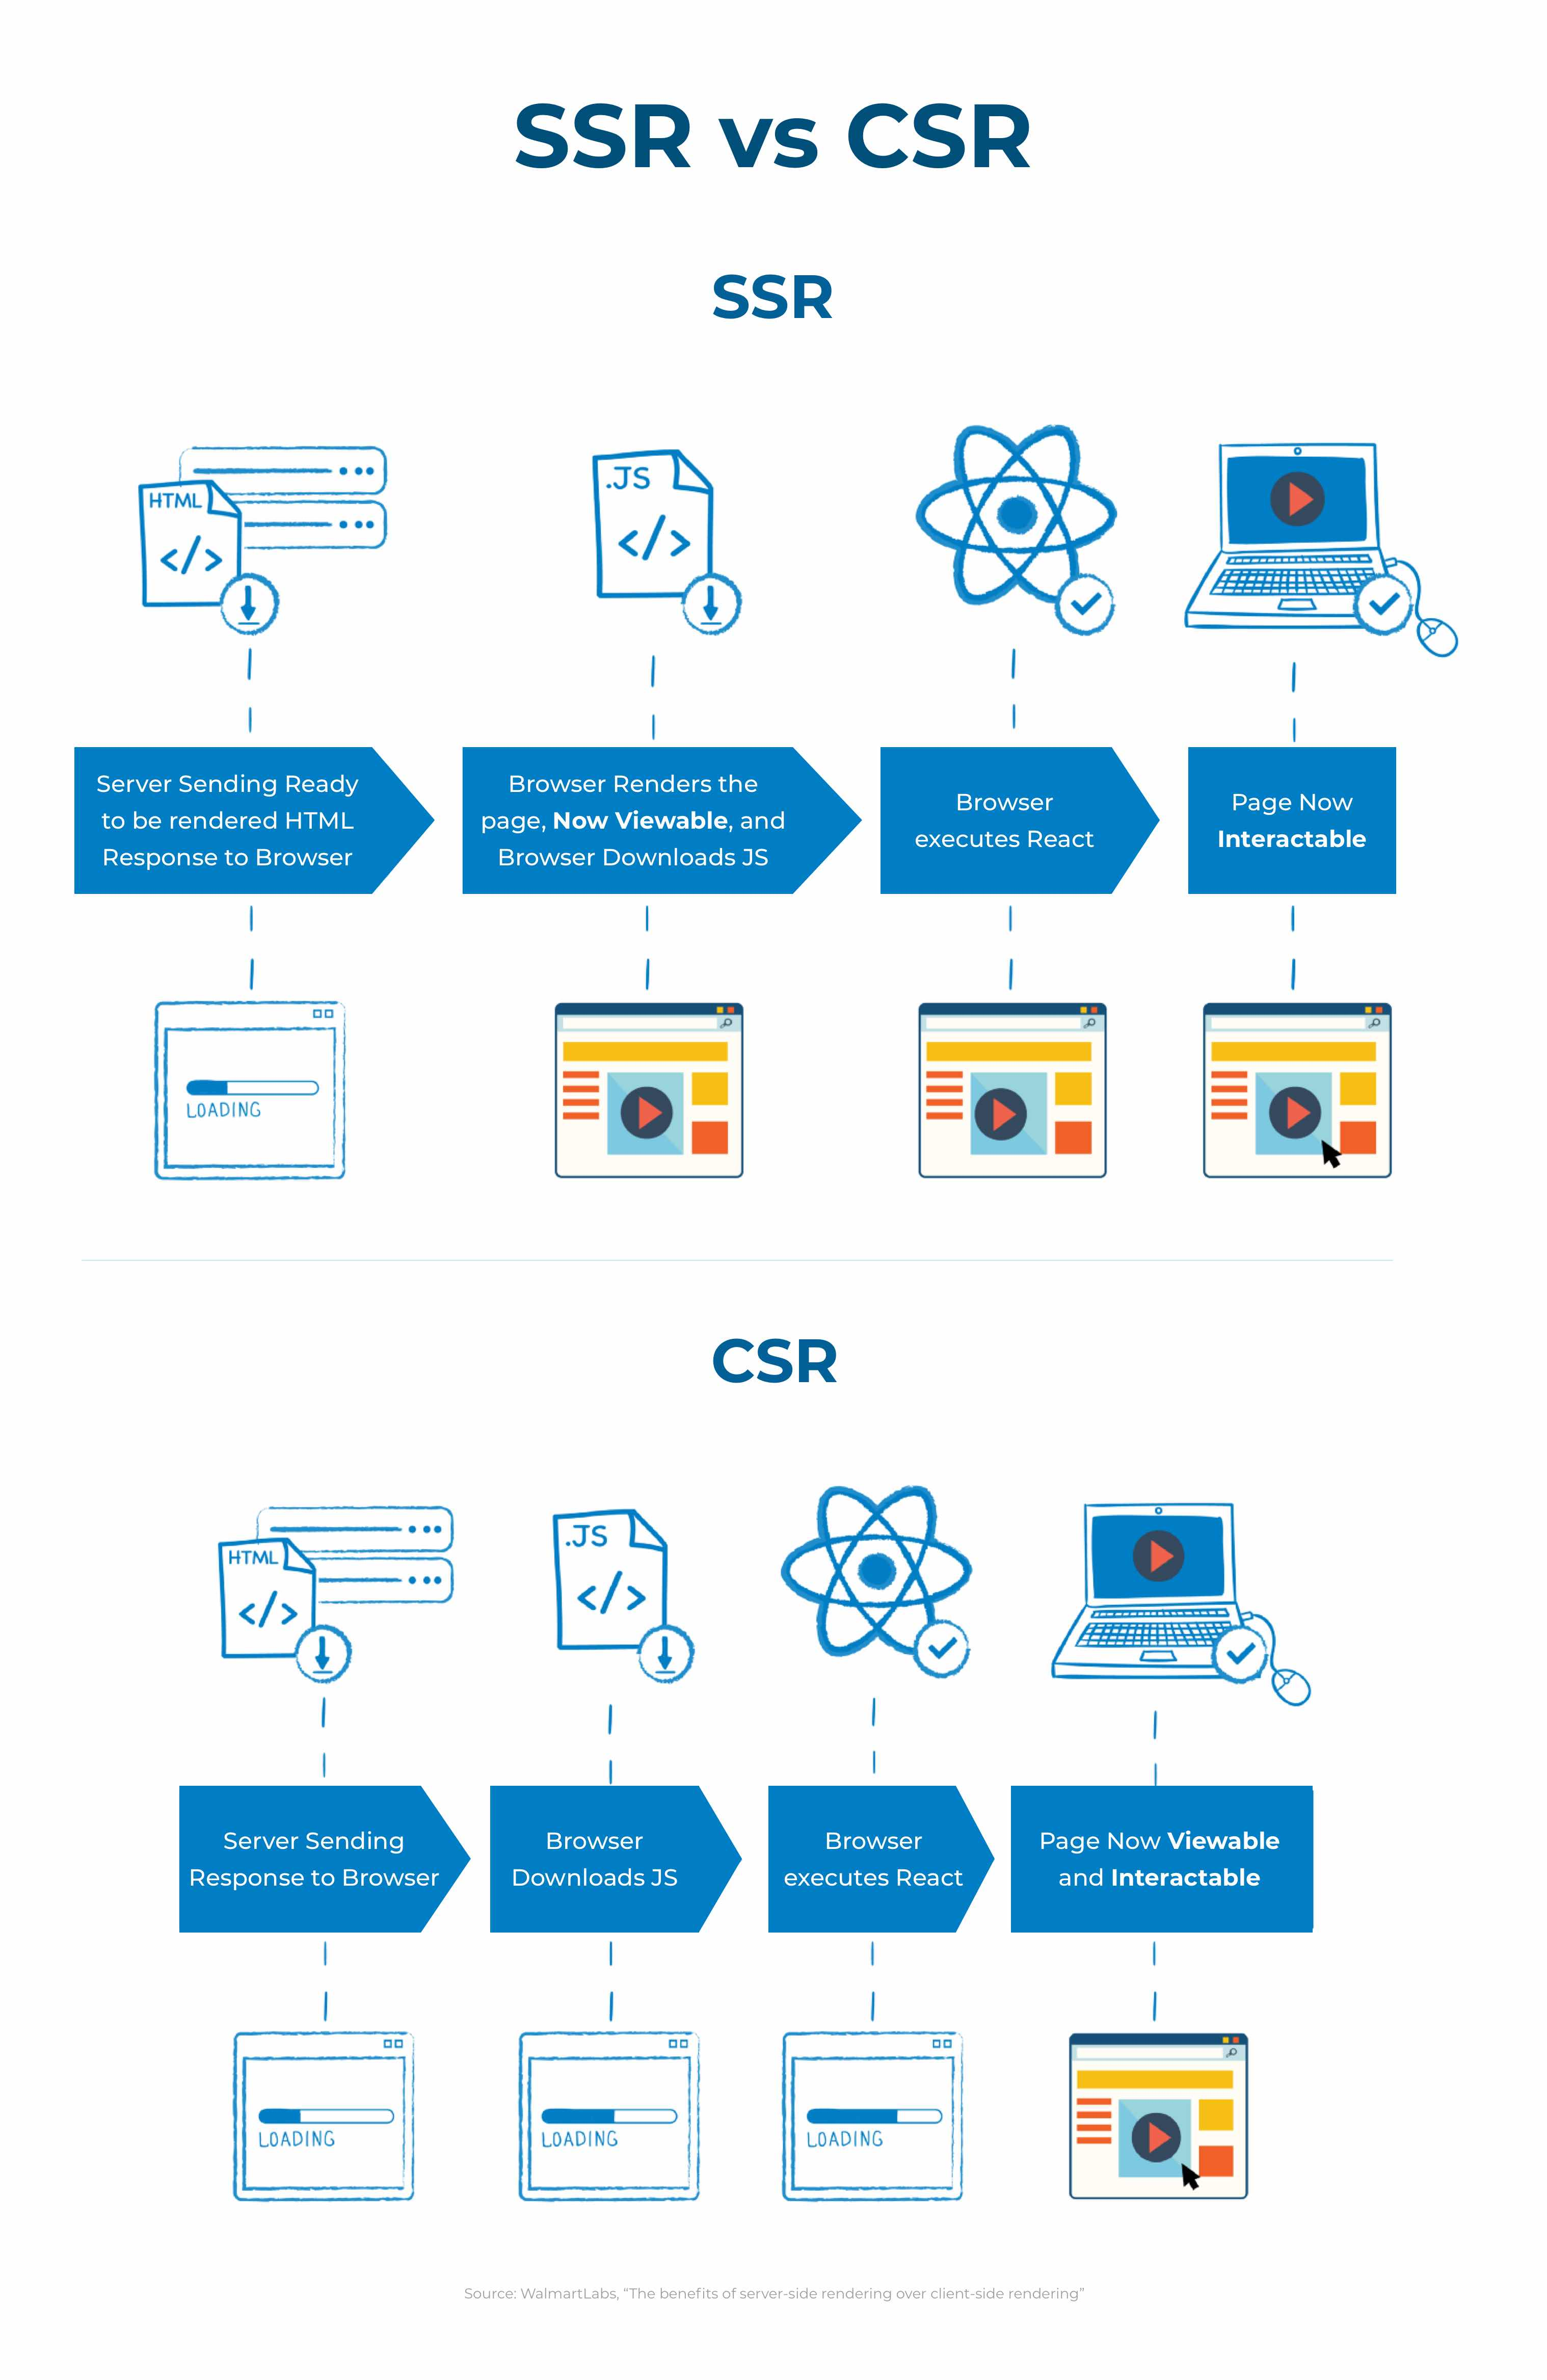 SSR vs CSR
SSR
HTML
</>
.JS
</>
Server Sending Ready
to be rendered HTML
Response to Browser
Browser Renders the
page, Now Viewable, and
Browser Downloads JS
Browser
executes React
Page Now
Interactable
LOADING
CSR
HTML
</>
.JS
</>
Server Sending
Response to Browser
Browser
Downloads JS
Browser
executes React
Page Now Viewable
and Interactable
LOADING
LOADING
LOADING
Source: WalmartLabs, “The benefits of server-side rendering over client-side rendering”